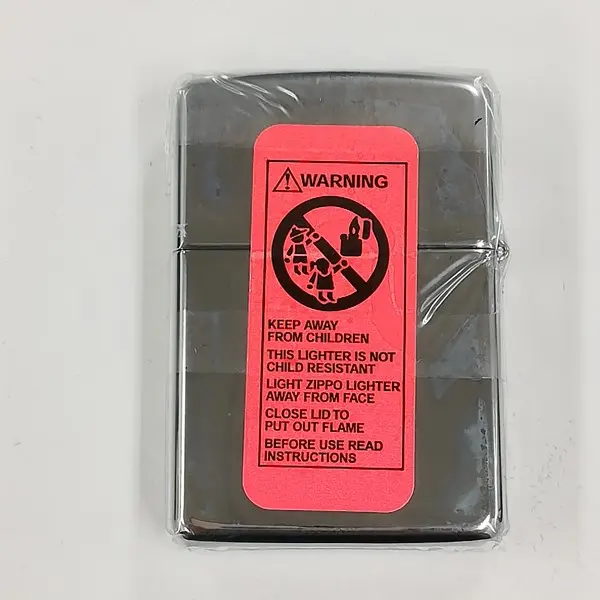 WARNING
KEEP AWAY
FROM CHILDREN
THIS LIGHTER IS NOT
CHILD RESISTANT
LIGHT ZIPPO LIGHTER
AWAY FROM FACE
CLOSE LID TO
PUT OUT FLAME
BEFORE USE READ
INSTRUCTIONS